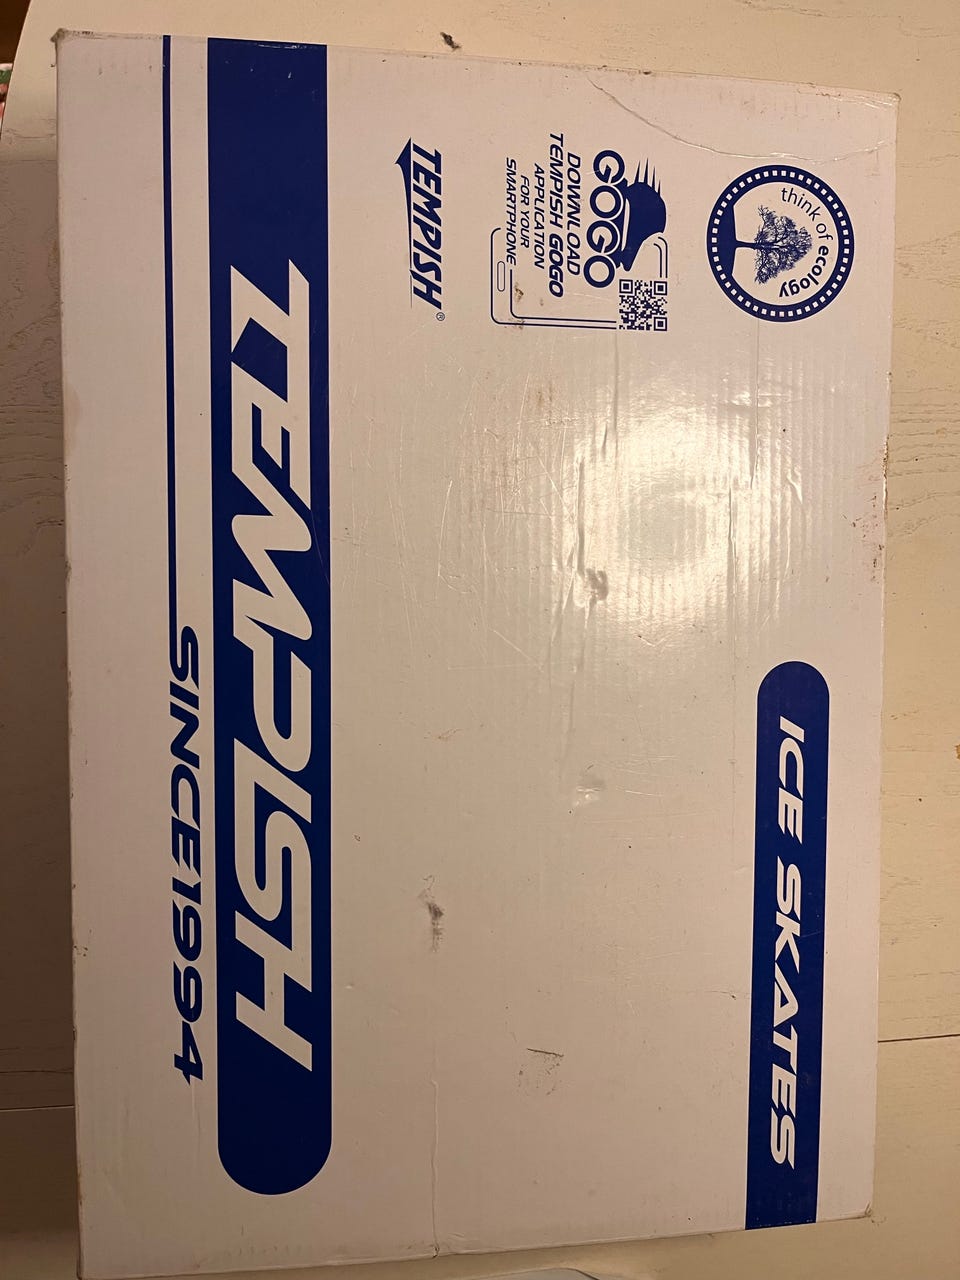 think of ecology
ICE SKATES
GOGO
DOWNLOAD
TEMPISH GOGO
APPLICATION
FOR YOUR
SMARTPHONE
TEMPISH®
TEMPISH
SINCE1994